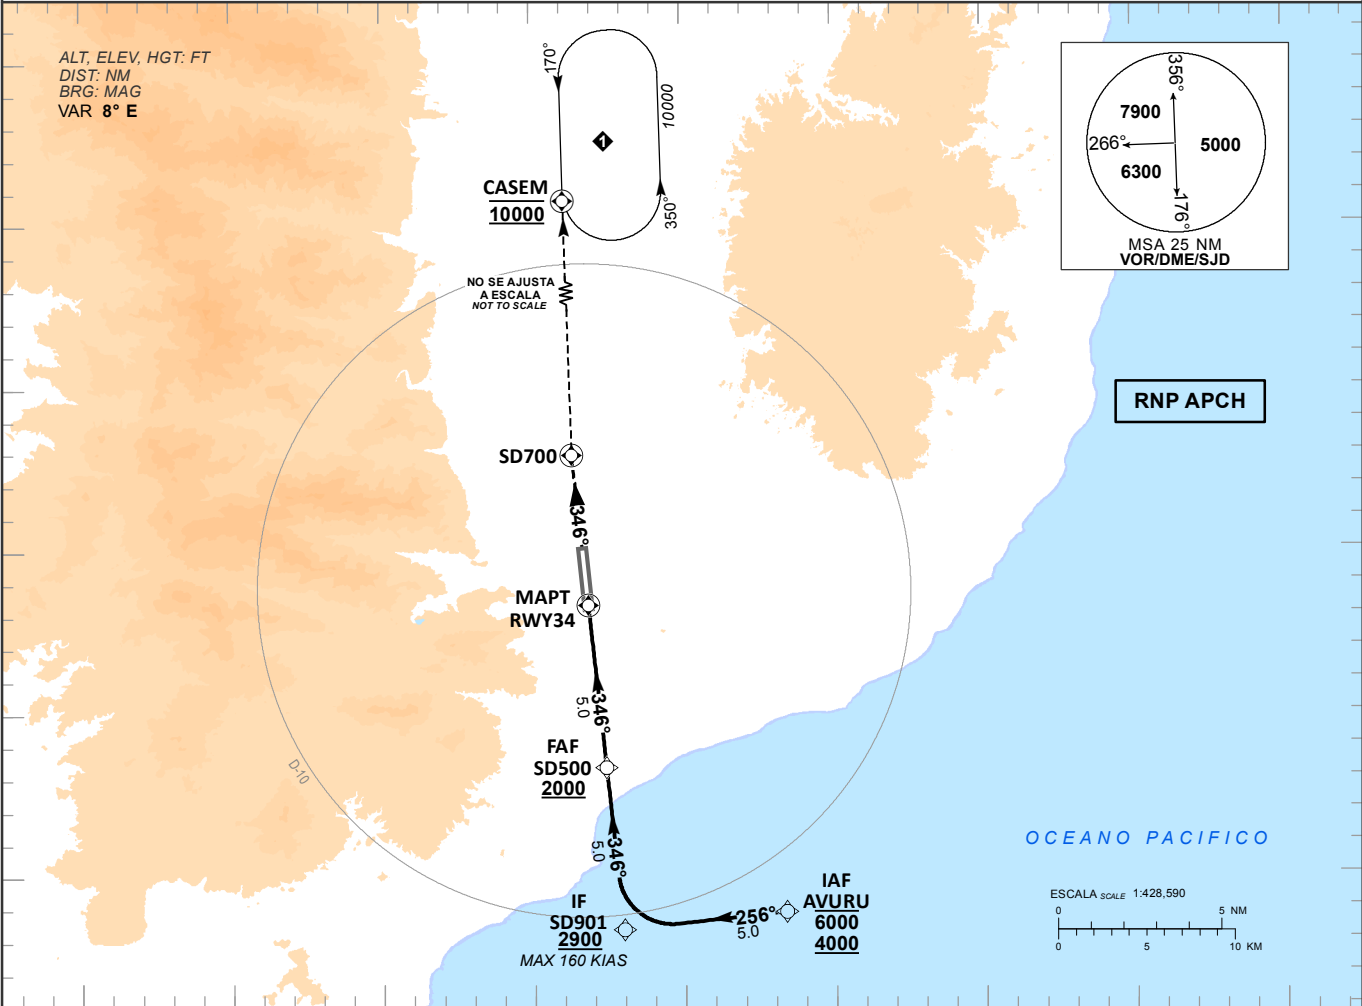 ALT, ELEV, HGT: FT
DIST: NM
BRG: MAG
VAR 8° E
170°
10000
1
350°
CASEM
10000
NO SE AJUSTA
A ESCALA
NOT TO SCALE
356°
7900
266°
5000
6300
176°
MSA 25 NM
VOR/DME/SJD
RNP APCH
SD700
346°
MAPT
RWY34
346°
5.0
FAF
SD500
2000
346°
5.0
D-10
IF
SD901
2900
MAX 160 KIAS
256°
5.0
IAF
AVURU
6000
4000
OCEANO PACIFICO
ESCALA SCALE 1:428,590
0 5 NM
0 5 10 KM